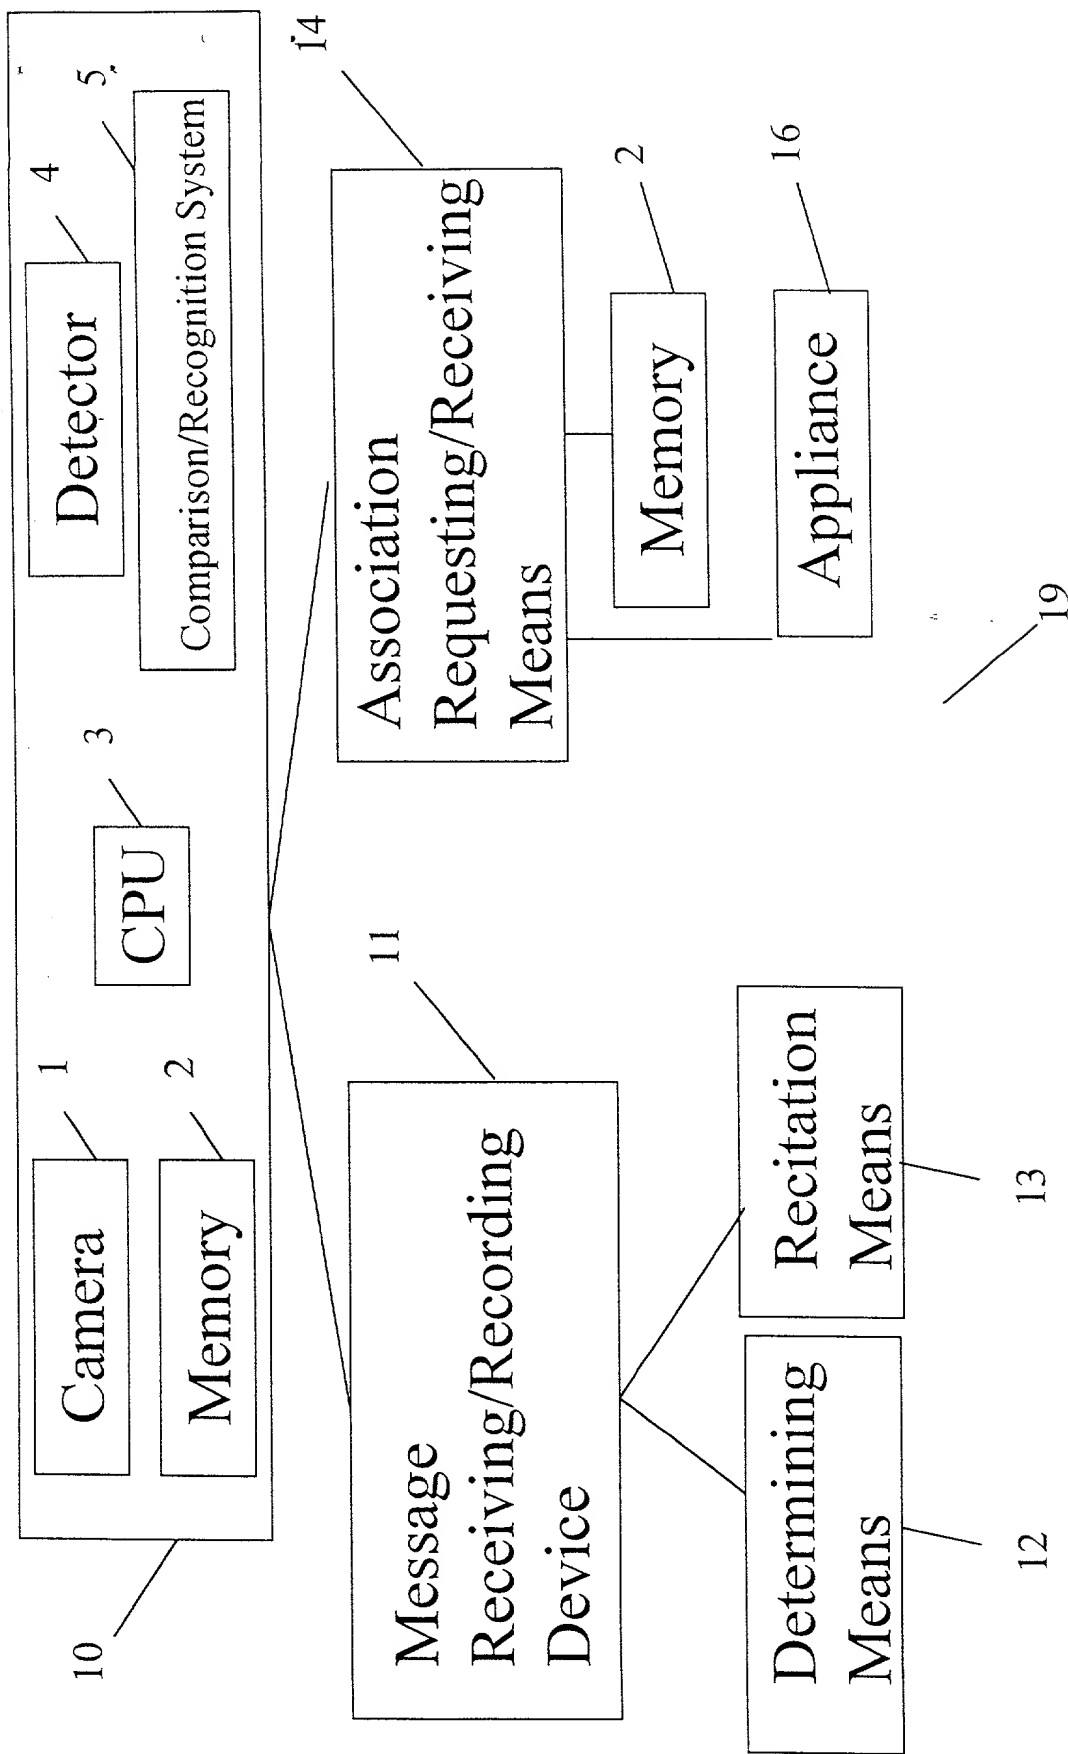 10
Camera
1
Memory
2
CPU
3
Detector
4
Comparison/Recognition System
5
Message
Receiving/Recording
Device
11
Association
Requesting/Receiving
Means
14
Memory
2
Appliance
16
Determining
Means
12
Recitation
Means
13
19